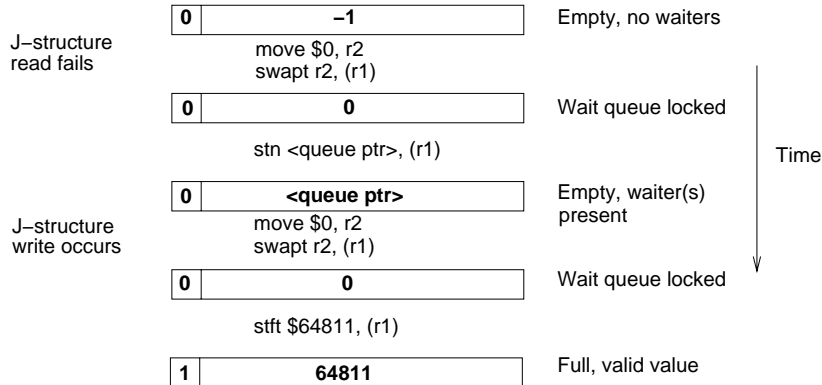 0 –1 Empty, no waiters
J–structure
read fails
move $0, r2
swapt r2, (r1)
0 0 Wait queue locked
stn <queue ptr>, (r1)
Time
0 <queue ptr> Empty, waiter(s)
present
J–structure
write occurs
move $0, r2
swapt r2, (r1)
0 0 Wait queue locked
stft $64811, (r1)
1 64811 Full, valid value